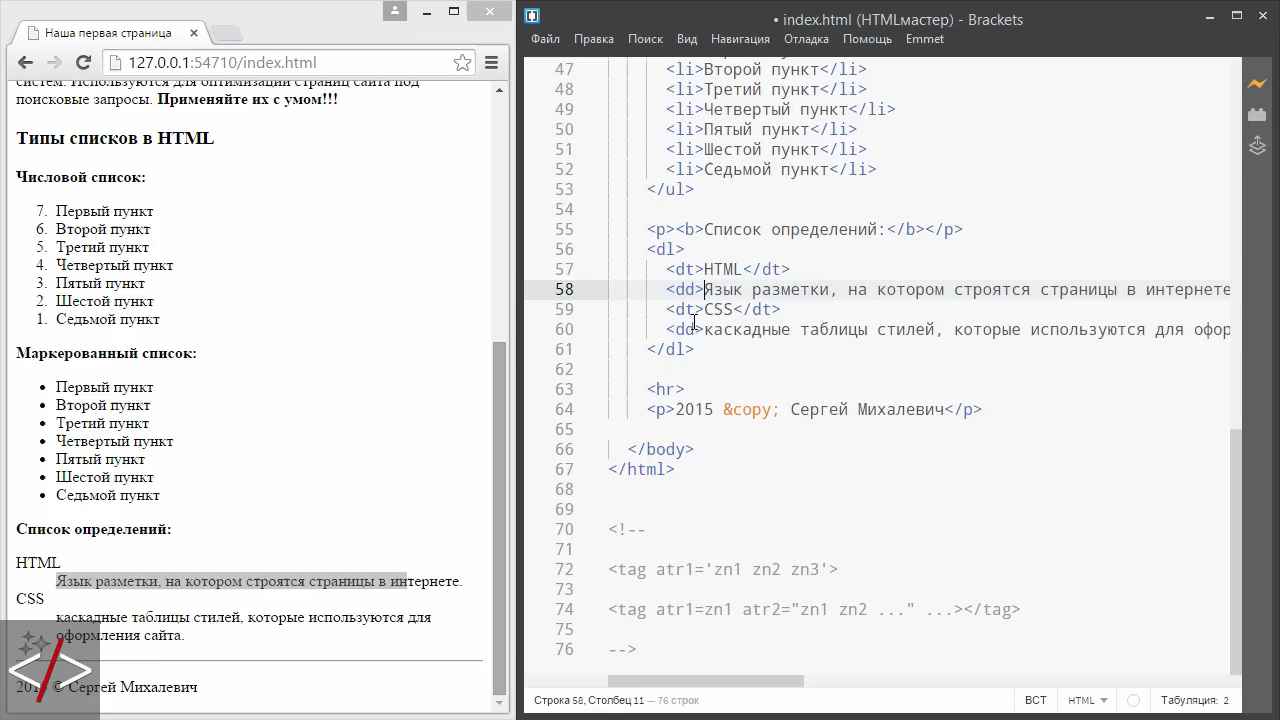 Наша первая страница
127.0.0.1:54710/index.html
систем. Используются для оптимизации страниц сайта под
поисковые запросы. Применяйте их с умом!!!
Типы списков в HTML
Числовой список:
7. Первый пункт
6. Второй пункт
5. Третий пункт
4. Четвертый пункт
3. Пятый пункт
2. Шестой пункт
1. Седьмой пункт
Маркерованный список:
• Первый пункт
• Второй пункт
• Третий пункт
• Четвертый пункт
• Пятый пункт
• Шестой пункт
• Седьмой пункт
Список определений:
HTML
Язык разметки, на котором строятся страницы в интернете.
CSS
каскадные таблицы стилей, которые используются для
оформления сайта.
© Сергей Михалевич
• index.html (HTMLмастер) - Brackets
Файл Правка Поиск Вид Навигация Отладка Помощь Emmet
47 <li>Второй пункт</li>
48 <li>Третий пункт</li>
49 <li>Четвертый пункт</li>
50 <li>Пятый пункт</li>
51 <li>Шестой пункт</li>
52 <li>Седьмой пункт</li>
53 </ul>
54
55 <p><b>Список определений:</b></p>
56 <dl>
57 <dt>HTML</dt>
58 <dd>Язык разметки, на котором строятся страницы в интернете
59 <dt>CSS</dt>
60 <dd>каскадные таблицы стилей, которые используются для офор
61 </dl>
62
63 <hr>
64 <p>2015 &copy; Сергей Михалевич</p>
65
66 </body>
67 </html>
68
69
70 <!--
71
72 <tag atr1='zn1 zn2 zn3'>
73
74 <tag atr1=zn1 atr2="zn1 zn2 ..." ...></tag>
75
76 -->
Строка 58, Столбец 11 — 76 строк
ВСТ HTML Табуляция: 2